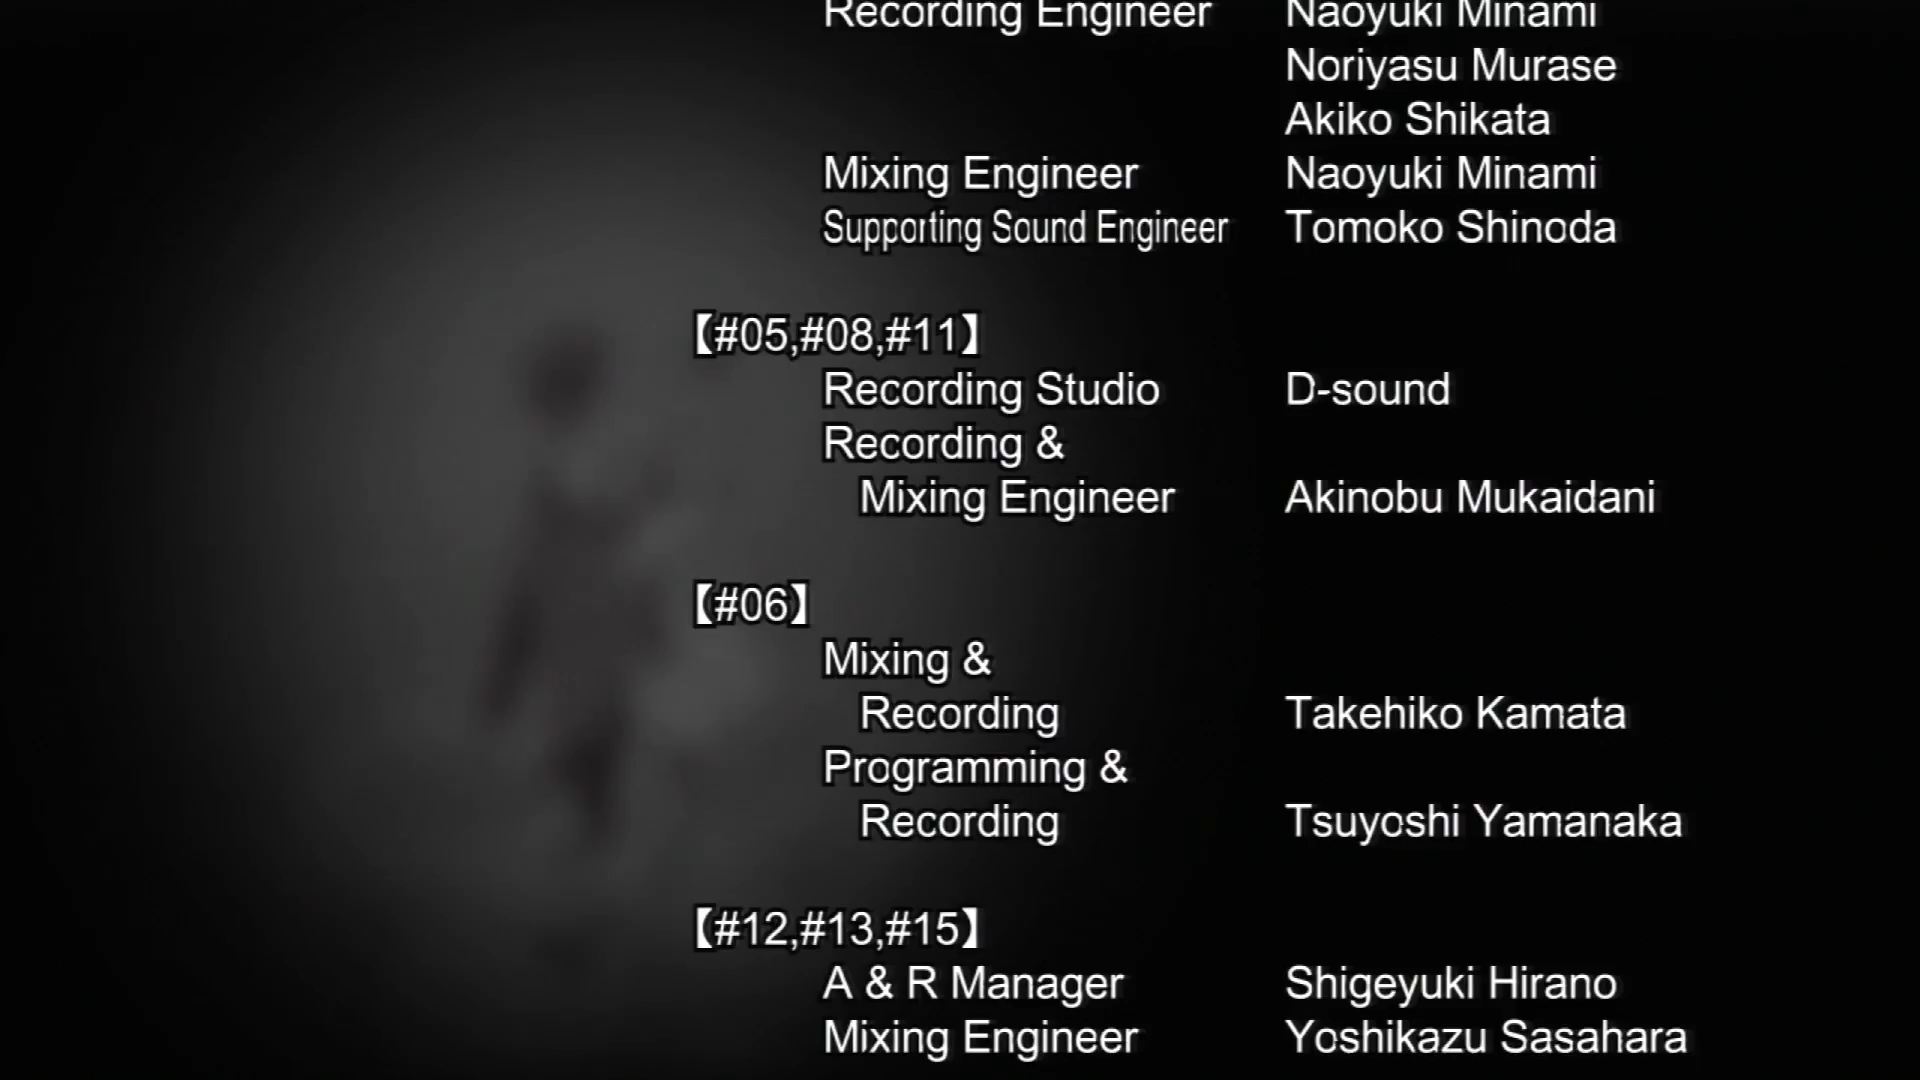 Recording Engineer Naoyuki Minami
Noriyasu Murase
Akiko Shikata
Mixing Engineer Naoyuki Minami
Supporting Sound Engineer Tomoko Shinoda
【#05,#08,#11】
Recording Studio D-sound
Recording &
Mixing Engineer Akinobu Mukaidani
【#06】
Mixing &
Recording Takehiko Kamata
Programming &
Recording Tsuyoshi Yamanaka
【#12,#13,#15】
A & R Manager Shigeyuki Hirano
Mixing Engineer Yoshikazu Sasahara